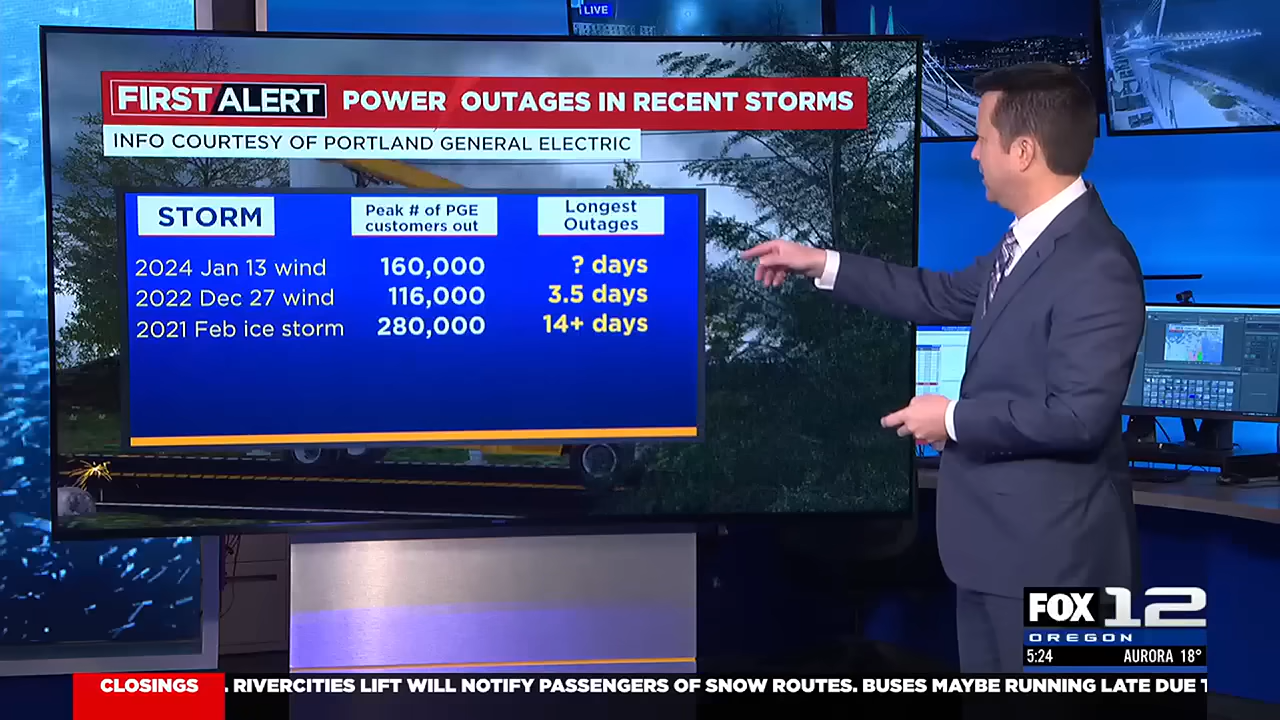 LIVE
FIRST ALERT POWER OUTAGES IN RECENT STORMS
INFO COURTESY OF PORTLAND GENERAL ELECTRIC
STORM
Peak # of PGE
customers out
Longest
Outages
2024 Jan 13 wind 160,000 ? days
2022 Dec 27 wind 116,000 3.5 days
2021 Feb ice storm 280,000 14+ days
FOX 12
OREGON
5:24 AURORA 18°
CLOSINGS . RIVERCITIES LIFT WILL NOTIFY PASSENGERS OF SNOW ROUTES. BUSES MAYBE RUNNING LATE DUE